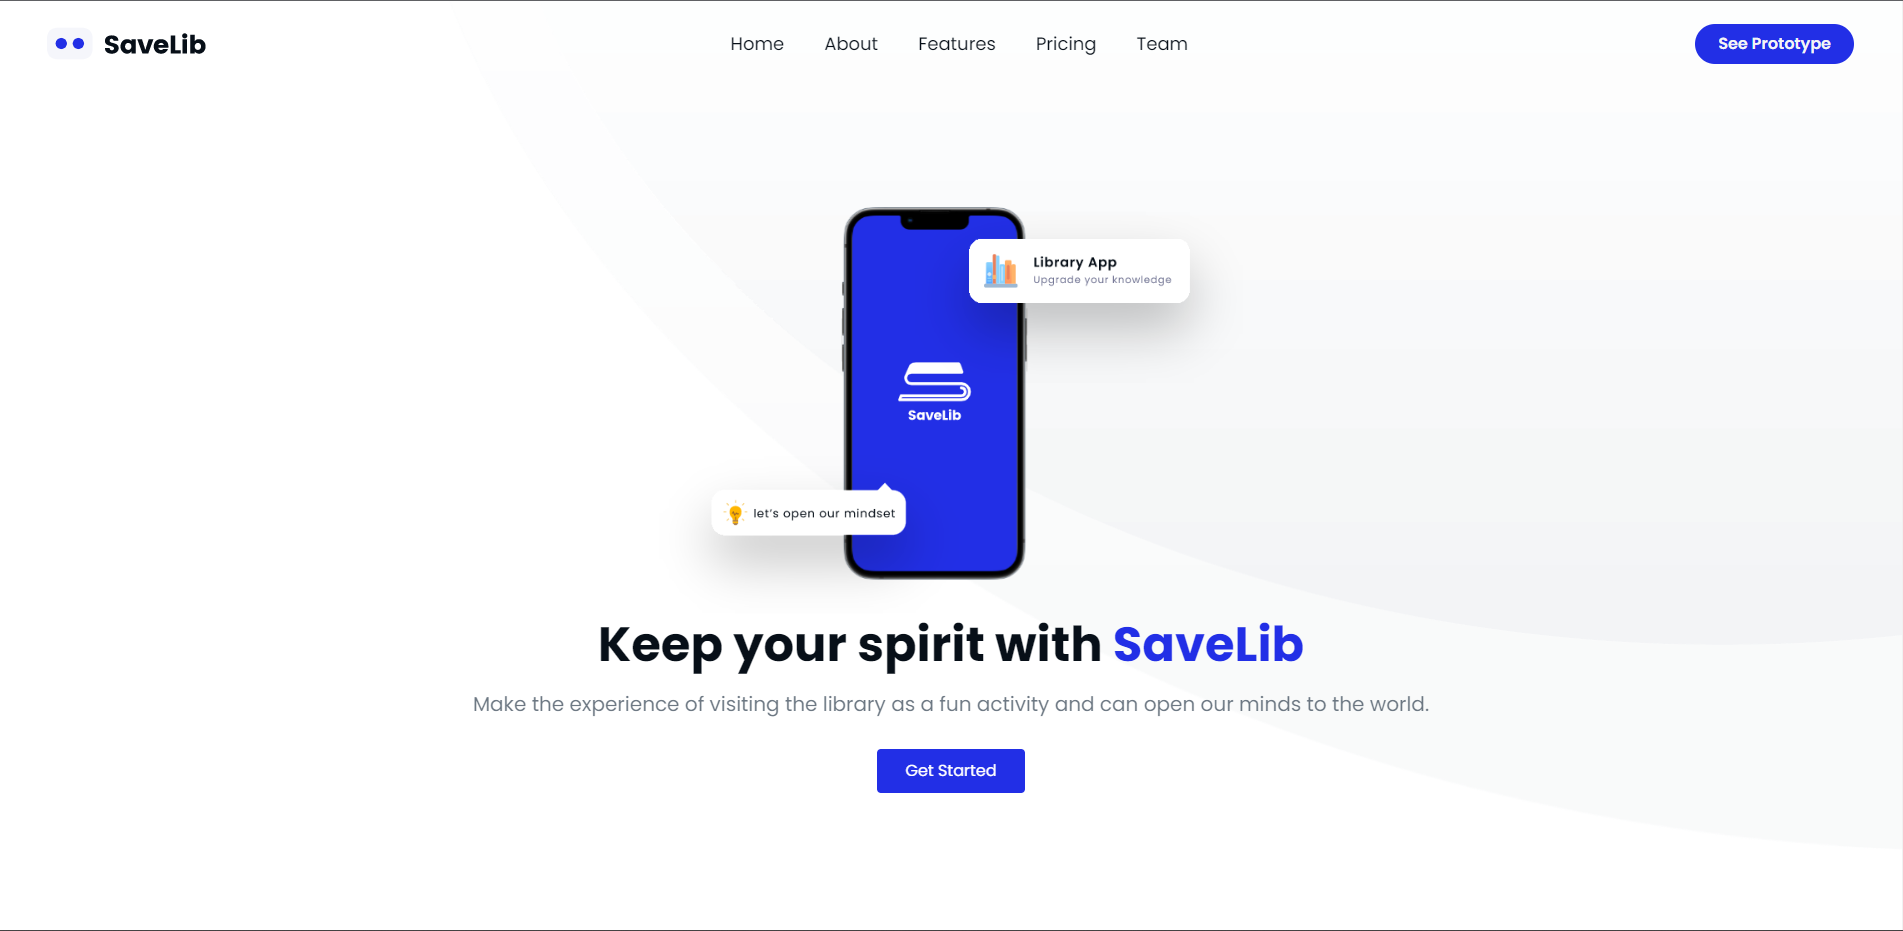 SaveLib
Home
About
Features
Pricing
Team
See Prototype
Library App
Upgrade your knowledge
SaveLib
let's open our mindset
Keep your spirit with SaveLib
Make the experience of visiting the library as a fun activity and can open our minds to the world.
Get Started